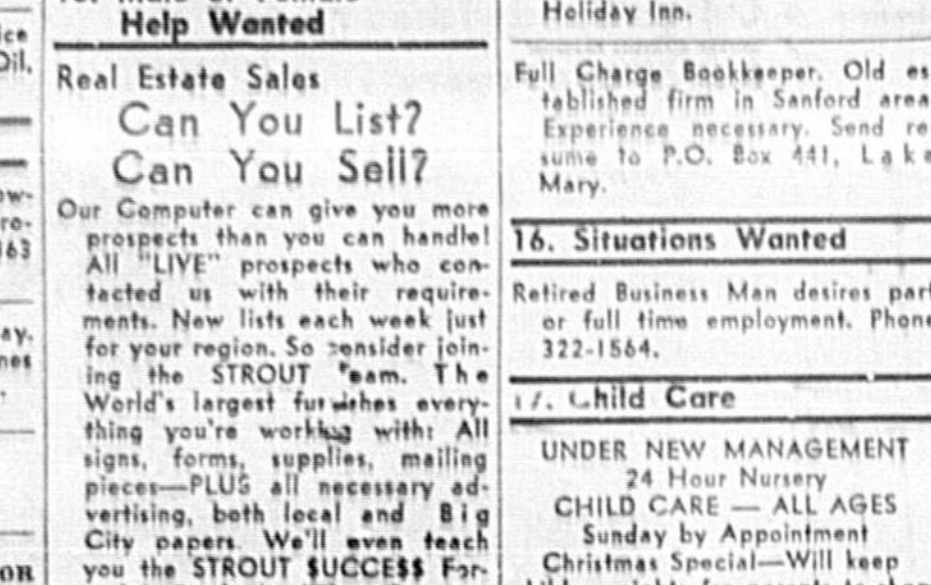 Help Wanted
Real Estate Sales
Can You List?
Can You Sell?
Our Computer can give you more
prospects than you can handle!
All "LIVE" prospects who con-
tacted us with their require-
ments. New lists each week just
for your region. So consider join-
ing the STROUT Team. The
World's largest furnishes every-
thing you're working with: All
signs, forms, supplies, mailing
pieces—PLUS all necessary ad-
vertising, both local and Big
City papers. We'll even teach
you the STROUT $UCCE$$ For-
Holiday Inn.
Full Charge Bookkeeper. Old es-
tablished firm in Sanford area
Experience necessary. Send re-
sume to P.O. Box 441, Lake
Mary.
16. Situations Wanted
Retired Business Man desires part
or full time employment. Phone
322-1564.
17. Child Care
UNDER NEW MANAGEMENT
24 Hour Nursery
CHILD CARE — ALL AGES
Sunday by Appointment
Christmas Special—Will keep